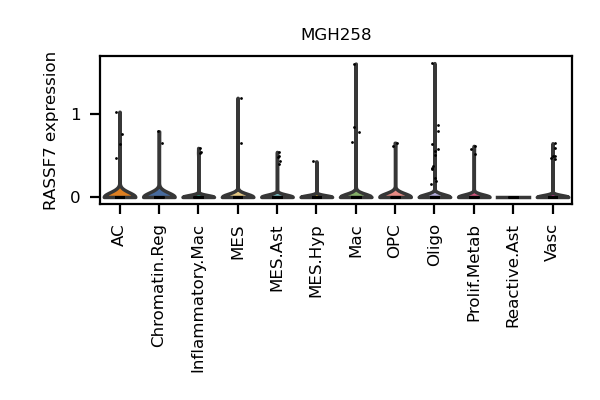 MGH258
RASSF7 expression
1
0
AC
Chromatin.Reg
Inflammatory.Mac
MES
MES.Ast
MES.Hyp
Mac
OPC
Oligo
Prolif.Metab
Reactive.Ast
Vasc